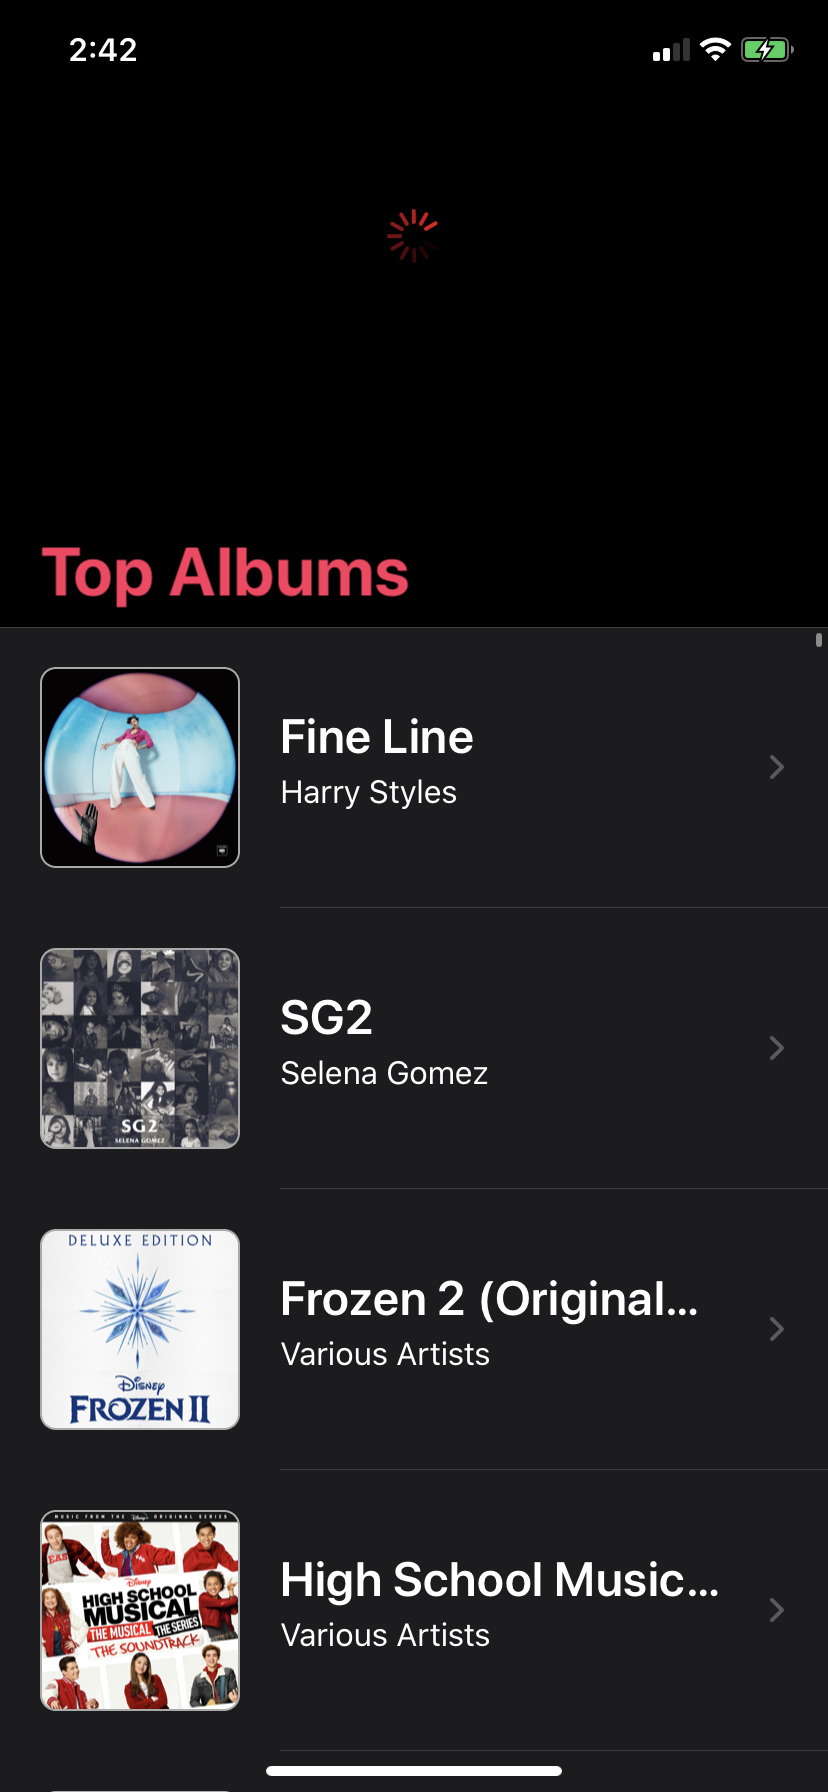 2:42
Top Albums
Fine Line
Harry Styles
SG2
SELENA GOMEZ
SG2
Selena Gomez
DELUXE EDITION
Disney
FROZEN II
Frozen 2 (Original...
Various Artists
MUSIC FROM THE Disney+ ORIGINAL SERIES
EAS
Disney
HIGH SCHOOL
MUSICAL
THE MUSICAL THE SERIES
THE SOUNDTRACK
High School Music...
Various Artists